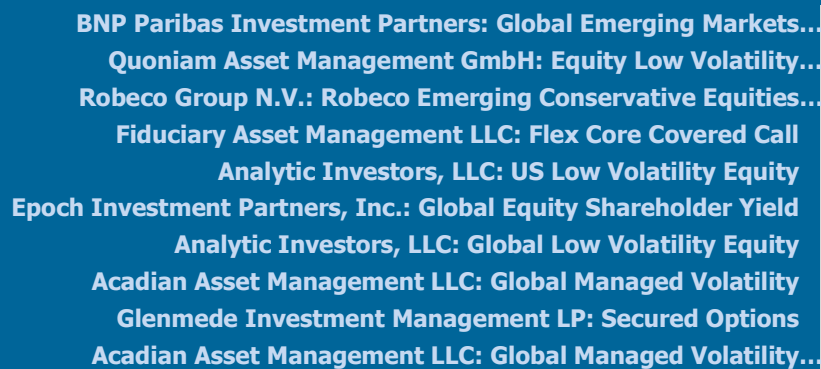 BNP Paribas Investment Partners: Global Emerging Markets...
Quoniam Asset Management GmbH: Equity Low Volatility...
Robeco Group N.V.: Robeco Emerging Conservative Equities...
Fiduciary Asset Management LLC: Flex Core Covered Call
Analytic Investors, LLC: US Low Volatility Equity
Epoch Investment Partners, Inc.: Global Equity Shareholder Yield
Analytic Investors, LLC: Global Low Volatility Equity
Acadian Asset Management LLC: Global Managed Volatility
Glenmede Investment Management LP: Secured Options
Acadian Asset Management LLC: Global Managed Volatility...